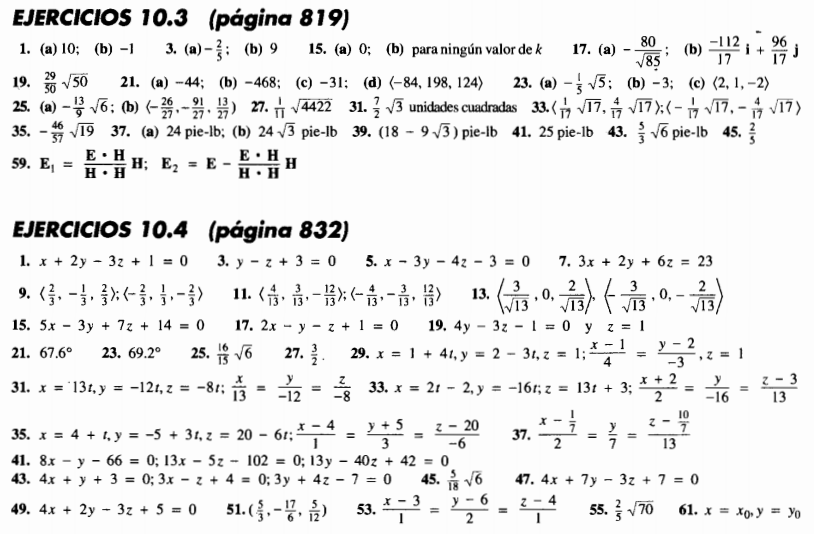 EJERCICIOS 10.3 (página 819)
1. (a) 10; (b) −1 3. (a) −2/5; (b) 9 15. (a) 0; (b) para ningún valor de k 17. (a) −80/√85; (b) −112/17 i + 96/17 j
19. 29/50 √50 21. (a) −44; (b) −468; (c) −31; (d) ⟨−84, 198, 124⟩ 23. (a) −1/5 √5; (b) −3; (c) ⟨2, 1, −2⟩
25. (a) −13/9 √6; (b) ⟨−26/27, −91/27, 13/27⟩ 27. 1/11 √4422 31. 7/2 √3 unidades cuadradas 33. ⟨1/17 √17, 4/17 √17⟩; ⟨−1/17 √17, −4/17 √17⟩
35. −46/57 √19 37. (a) 24 pie-lb; (b) 24 √3 pie-lb 39. (18 − 9 √3) pie-lb 41. 25 pie-lb 43. 5/3 √6 pie-lb 45. 2/5
59. E₁ = E • H/H • H H; E₂ = E − E • H/H • H H
EJERCICIOS 10.4 (página 832)
1. x + 2y − 3z + 1 = 0 3. y − z + 3 = 0 5. x − 3y − 4z − 3 = 0 7. 3x + 2y + 6z = 23
9. ⟨2/3, −1/3, 2/3⟩; ⟨−2/3, 1/3, −2/3⟩ 11. ⟨4/13, 3/13, −12/13⟩; ⟨−4/13, −3/13, 12/13⟩ 13. ⟨3/√13, 0, 2/√13⟩, ⟨−3/√13, 0, −2/√13⟩
15. 5x − 3y + 7z + 14 = 0 17. 2x − y − z + 1 = 0 19. 4y − 3z − 1 = 0 y z = 1
21. 67.6° 23. 69.2° 25. 16/15 √6 27. 3/2. 29. x = 1 + 4t, y = 2 − 3t, z = 1; x − 1/4 = y − 2/−3, z = 1
31. x = 13t, y = −12t, z = −8t; x/13 = y/−12 = z/−8 33. x = 2t − 2, y = −16t; z = 13t + 3; x + 2/2 = y/−16 = z − 3/13
35. x = 4 + t, y = −5 + 3t, z = 20 − 6t; x − 4/1 = y + 5/3 = z − 20/−6 37. x − 1/7/2 = y/7 = z − 10/7/13
41. 8x − y − 66 = 0; 13x − 5z − 102 = 0; 13y − 40z + 42 = 0
43. 4x + y + 3 = 0; 3x − z + 4 = 0; 3y + 4z − 7 = 0 45. 5/18 √6 47. 4x + 7y − 3z + 7 = 0
49. 4x + 2y − 3z + 5 = 0 51. (5/3, −17/6, 5/12) 53. x − 3/1 = y − 6/2 = z − 4/1 55. 2/5 √70 61. x = x₀, y = y₀